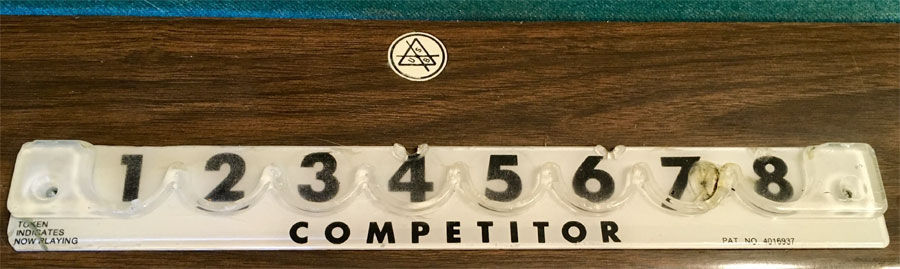 U S B
1 2 3 4 5 6 7 8
TOKEN
INDICATES
NOW PLAYING
COMPETITOR
PAT. NO. 4016937